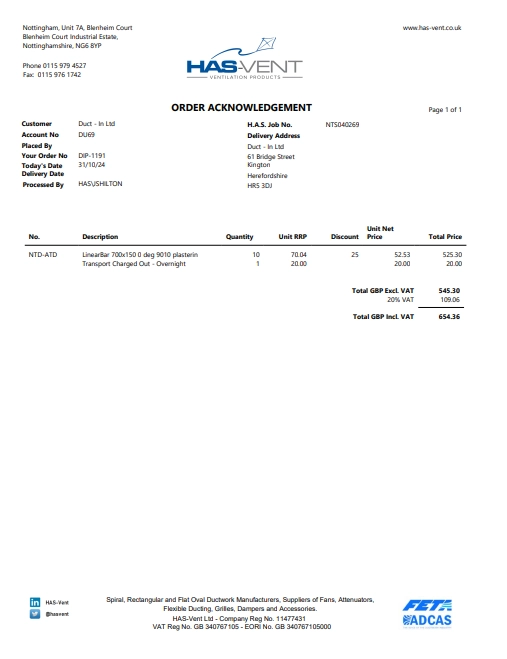 Nottingham, Unit 7A, Blenheim Court
Blenheim Court Industrial Estate,
Nottinghamshire, NG6 8YP
Phone 0115 979 4527
Fax 0115 976 1742
www.has-vent.co.uk
HAS-VENT
VENTILATION PRODUCTS
ORDER ACKNOWLEDGEMENT
Page 1 of 1
Customer Duct - In Ltd
Account No DU69
Placed By
Your Order No DIP-1191
Today's Date 31/10/24
Delivery Date
Processed By HAS\JSHILTON
H.A.S. Job No. NTS040269
Delivery Address
Duct - In Ltd
61 Bridge Street
Kington
Herefordshire
HR5 3DJ
No. Description Quantity Unit RRP Discount Unit Net Price Total Price
NTD-ATD LinearBar 700x150 0 deg 9010 plasterin 10 70.04 25 52.53 525.30
Transport Charged Out - Overnight 1 20.00 20.00 20.00
Total GBP Excl. VAT 545.30
20% VAT 109.06
Total GBP Incl. VAT 654.36
HAS-Vent
@hasvent
Spiral, Rectangular and Flat Oval Ductwork Manufacturers, Suppliers of Fans, Attenuators,
Flexible Ducting, Grilles, Dampers and Accessories.
HAS-Vent Ltd - Company Reg No. 11477431
VAT Reg No. GB 340767105 - EORI No. GB 340767105000
FETA
ADCAS